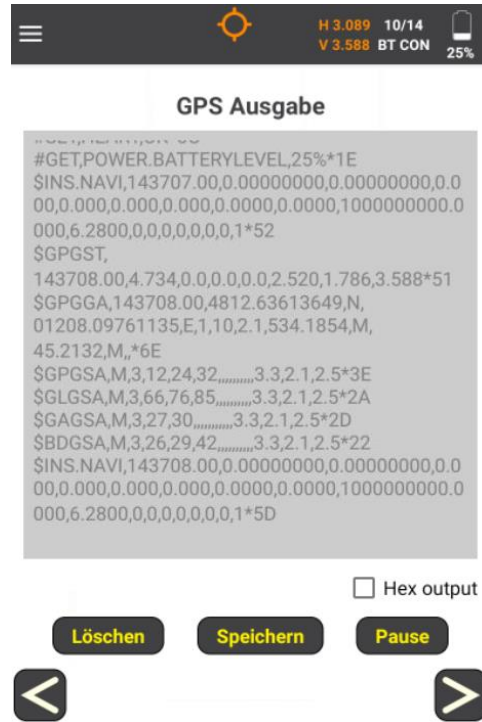 H 3.089 10/14
V 3.588 BT CON
25%
GPS Ausgabe
#GET,POWER.BATTERYLEVEL,25%*1E
$INS.NAVI,143707.00,0.00000000,0.00000000,0.0
00,0.000,0.000,0.000,0.0000,0.0000,1000000000.0
000,6.2800,0,0,0,0,0,0,0,1*52
$GPGST,
143708.00,4.734,0.0,0.0,0.0,2.520,1.786,3.588*51
$GPGGA,143708.00,4812.63613649,N,
01208.09761135,E,1,10,2.1,534.1854,M,
45.2132,M,,*6E
$GPGSA,M,3,12,24,32,,,,,,,,,,3.3,2.1,2.5*3E
$GLGSA,M,3,66,76,85,,,,,,,,,,3.3,2.1,2.5*2A
$GAGSA,M,3,27,30,,,,,,,,,,,3.3,2.1,2.5*2D
$BDGSA,M,3,26,29,42,,,,,,,,,,3.3,2.1,2.5*22
$INS.NAVI,143708.00,0.00000000,0.00000000,0.0
00,0.000,0.000,0.000,0.0000,0.0000,1000000000.0
000,6.2800,0,0,0,0,0,0,0,1*5D
Hex output
Löschen
Speichern
Pause